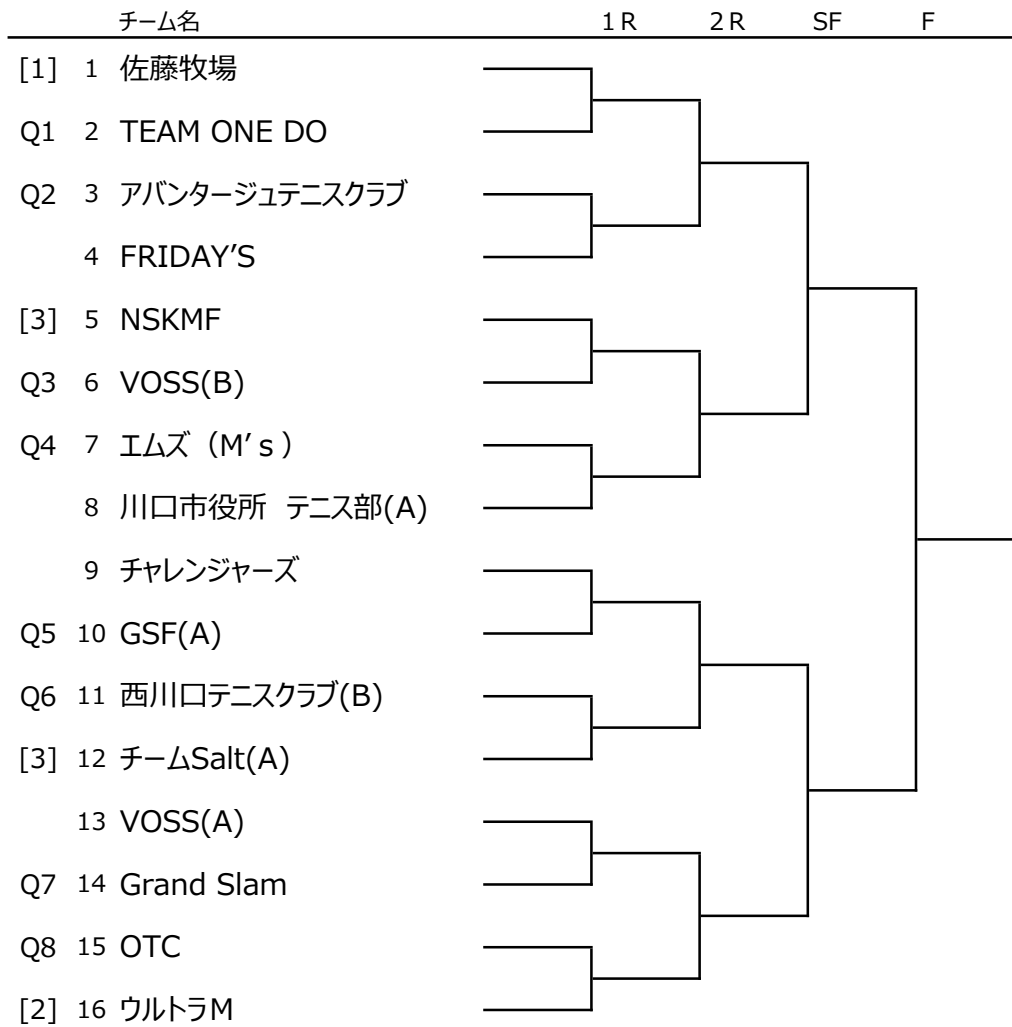 チーム名 1R 2R SF F
[1] 1 佐藤牧場
Q1 2 TEAM ONE DO
Q2 3 アバンタージュテニスクラブ
4 FRIDAY’S
[3] 5 NSKMF
Q3 6 VOSS(B)
Q4 7 エムズ（M’ｓ）
8 川口市役所　テニス部(A)
9 チャレンジャーズ
Q5 10 GSF(A)
Q6 11 西川口テニスクラブ(B)
[3] 12 チームSalt(A)
13 VOSS(A)
Q7 14 Grand Slam
Q8 15 OTC
[2] 16 ウルトラM